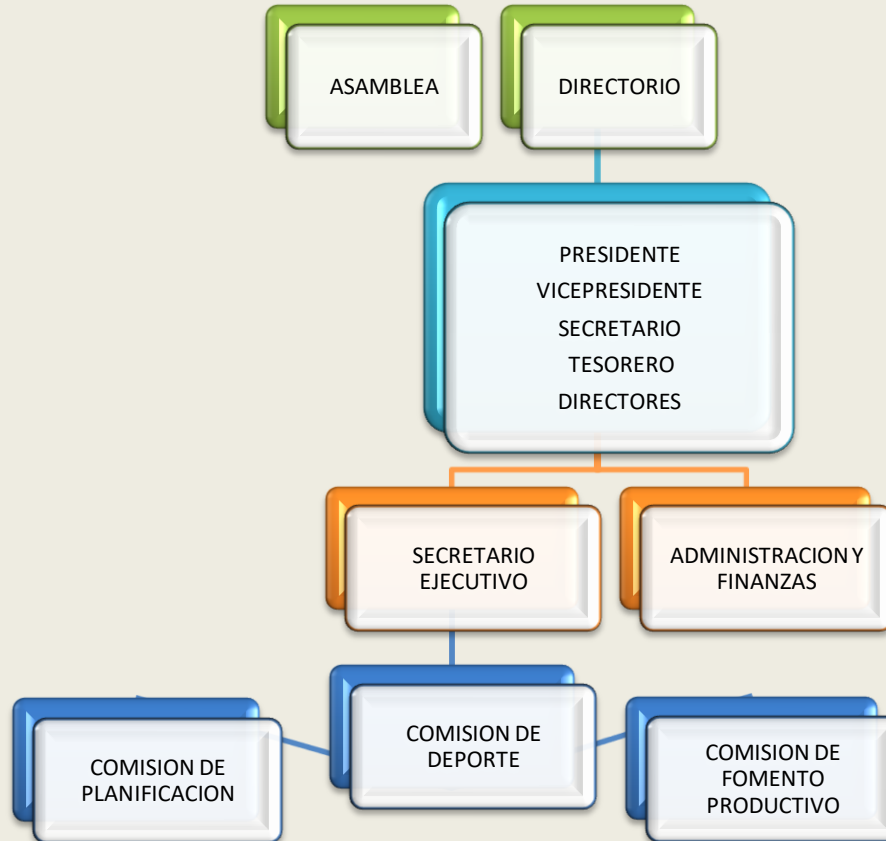 ASAMBLEA
DIRECTORIO
PRESIDENTE
VICEPRESIDENTE
SECRETARIO
TESORERO
DIRECTORES
SECRETARIO
EJECUTIVO
ADMINISTRACION Y
FINANZAS
COMISION DE
PLANIFICACION
COMISION DE
DEPORTE
COMISION DE
FOMENTO
PRODUCTIVO